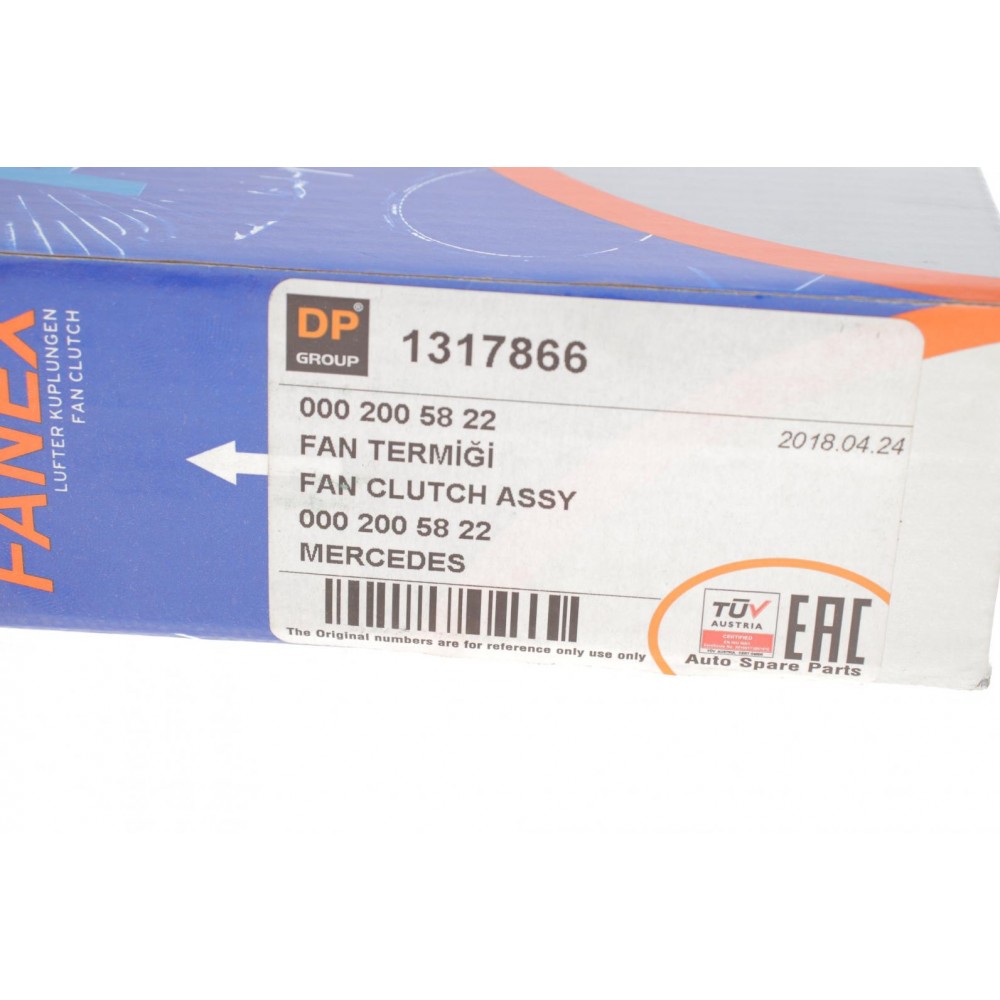 FANEX
LUFTER KUPLUNGEN
FAN CLUTCH
DP®
GROUP
1317866
000 200 58 22
2018.04.24
FAN TERMİĞİ
FAN CLUTCH ASSY
000 200 58 22
MERCEDES
The Original numbers are for reference only use only
TÜV
AUSTRIA
CERTIFIED
EAC
Auto Spare Parts